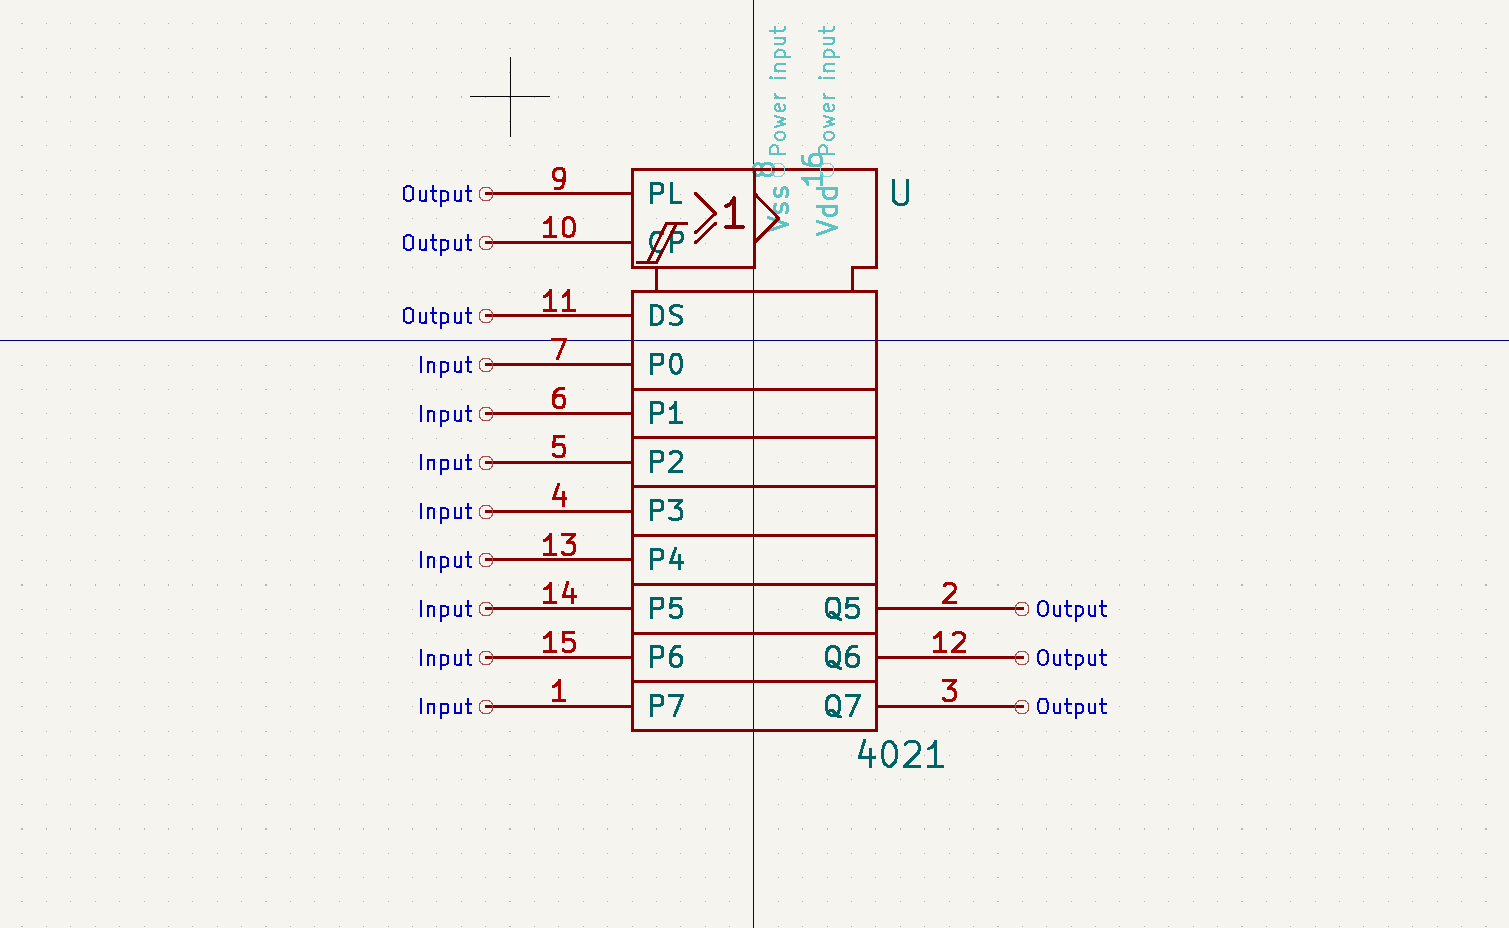 Power input
Power input
8
16
Vss
Vdd
U
Output 9 PL
≥1
Output 10 CP
Output 11 DS
Input 7 P0
Input 6 P1
Input 5 P2
Input 4 P3
Input 13 P4
Input 14 P5 Q5 2 Output
Input 15 P6 Q6 12 Output
Input 1 P7 Q7 3 Output
4021